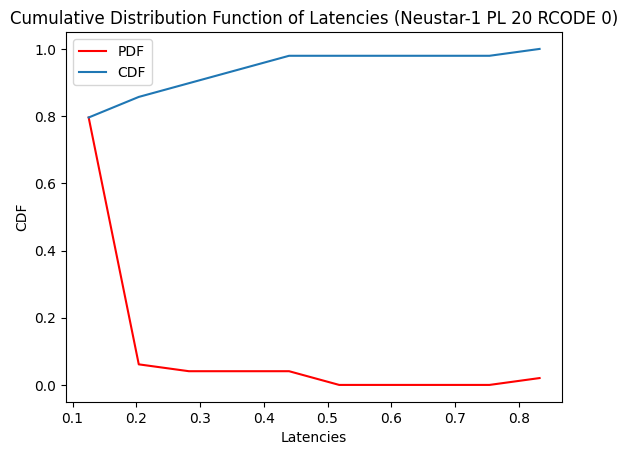 Cumulative Distribution Function of Latencies (Neustar-1 PL 20 RCODE 0)
PDF
CDF
1.0
0.8
0.6
0.4
0.2
0.0
CDF
0.1 0.2 0.3 0.4 0.5 0.6 0.7 0.8
Latencies